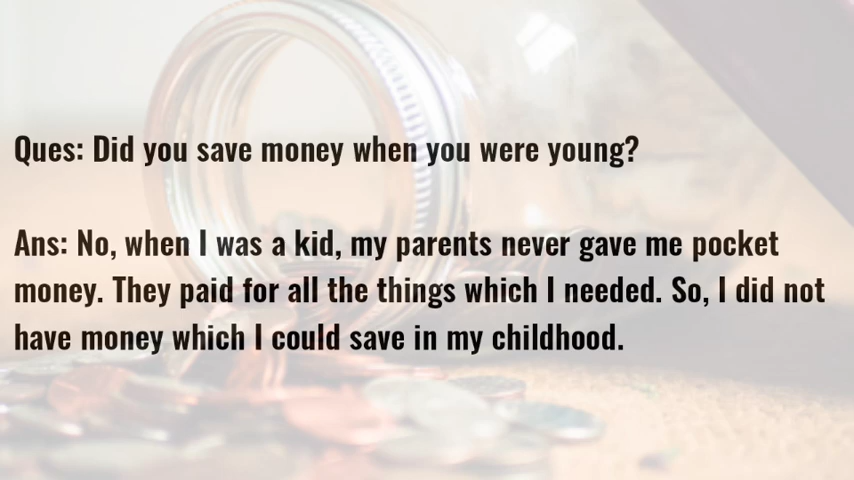 Ques: Did you save money when you were young?
Ans: No, when I was a kid, my parents never gave me pocket
money. They paid for all the things which I needed. So, I did not
have money which I could save in my childhood.